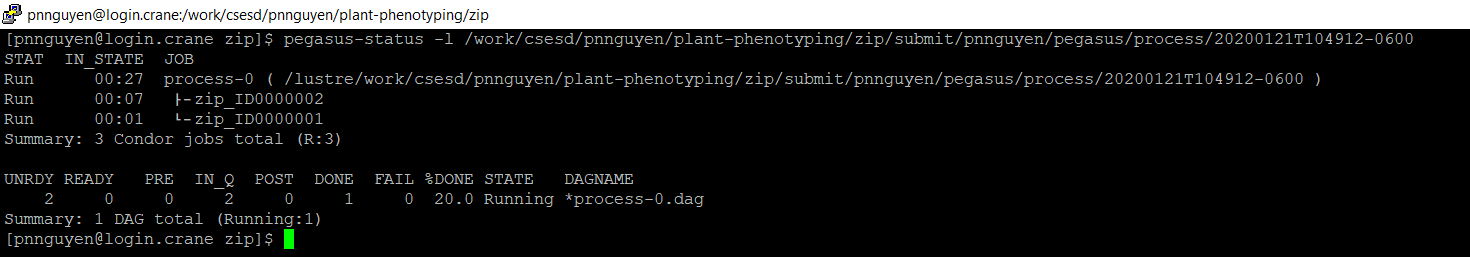 pnnguyen@login.crane:/work/csesd/pnnguyen/plant-phenotyping/zip
[pnnguyen@login.crane zip]$ pegasus-status -l /work/csesd/pnnguyen/plant-phenotyping/zip/submit/pnnguyen/pegasus/process/20200121T104912-0600
STAT  IN_STATE  JOB
Run      00:27  process-0 ( /lustre/work/csesd/pnnguyen/plant-phenotyping/zip/submit/pnnguyen/pegasus/process/20200121T104912-0600 )
Run      00:07   ├-zip_ID0000002
Run      00:01   └-zip_ID0000001
Summary: 3 Condor jobs total (R:3)
UNRDY READY   PRE  IN_Q  POST  DONE  FAIL %DONE STATE   DAGNAME
    2     0     0     2     0     1     0  20.0 Running *process-0.dag
Summary: 1 DAG total (Running:1)
[pnnguyen@login.crane zip]$